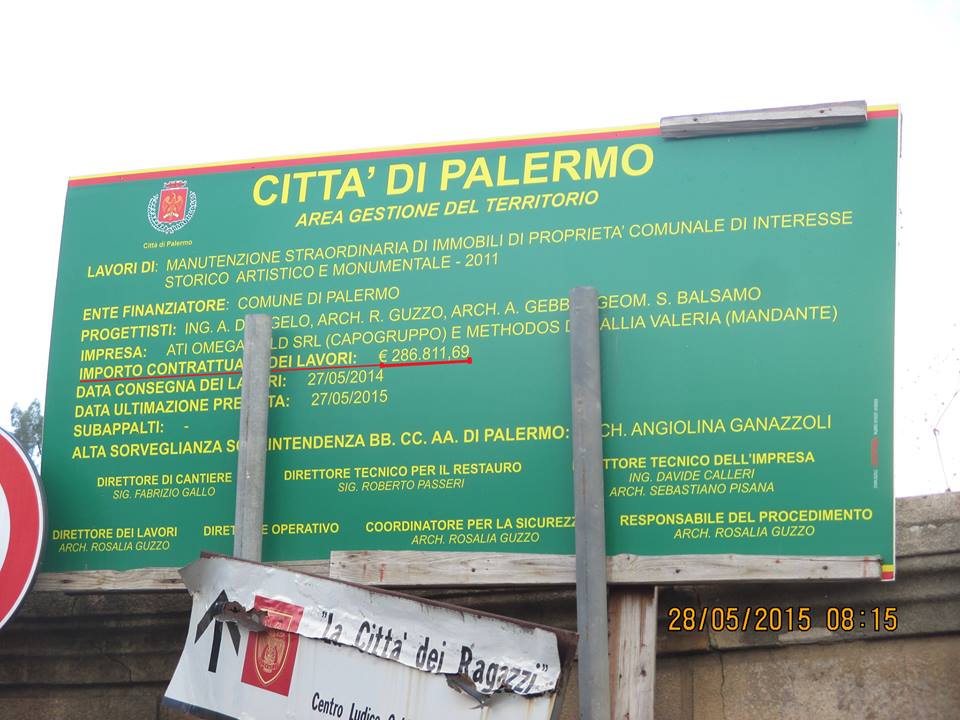 CITTA' DI PALERMO
AREA GESTIONE DEL TERRITORIO
Città di Palermo
LAVORI DI: MANUTENZIONE STRAORDINARIA DI IMMOBILI DI PROPRIETA' COMUNALE DI INTERESSE
STORICO ARTISTICO E MONUMENTALE - 2011
ENTE FINANZIATORE: COMUNE DI PALERMO
PROGETTISTI: ING. A. D GELO, ARCH. R. GUZZO, ARCH. A. GEBB GEOM. S. BALSAMO
IMPRESA: ATI OMEGA LD SRL (CAPOGRUPPO) E METHODOS D ALLIA VALERIA (MANDANTE)
IMPORTO CONTRATTUA DEI LAVORI: € 286.811,69
DATA CONSEGNA DEI LA RI: 27/05/2014
DATA ULTIMAZIONE PRE TA: 27/05/2015
SUBAPPALTI: -
ALTA SORVEGLIANZA SO INTENDENZA BB. CC. AA. DI PALERMO: CH. ANGIOLINA GANAZZOLI
DIRETTORE DI CANTIERE DIRETTORE TECNICO PER IL RESTAURO TTORE TECNICO DELL'IMPRESA
SIG. FABRIZIO GALLO SIG. ROBERTO PASSERI ING. DAVIDE CALLERI
ARCH. SEBASTIANO PISANA
DIRETTORE DEI LAVORI DIRET E OPERATIVO COORDINATORE PER LA SICUREZZ RESPONSABILE DEL PROCEDIMENTO
ARCH. ROSALIA GUZZO ARCH. ROSALIA GUZZO ARCH. ROSALIA GUZZO
28/05/2015 08:15
"la Città dei Ragazzi"
Centro Ludico